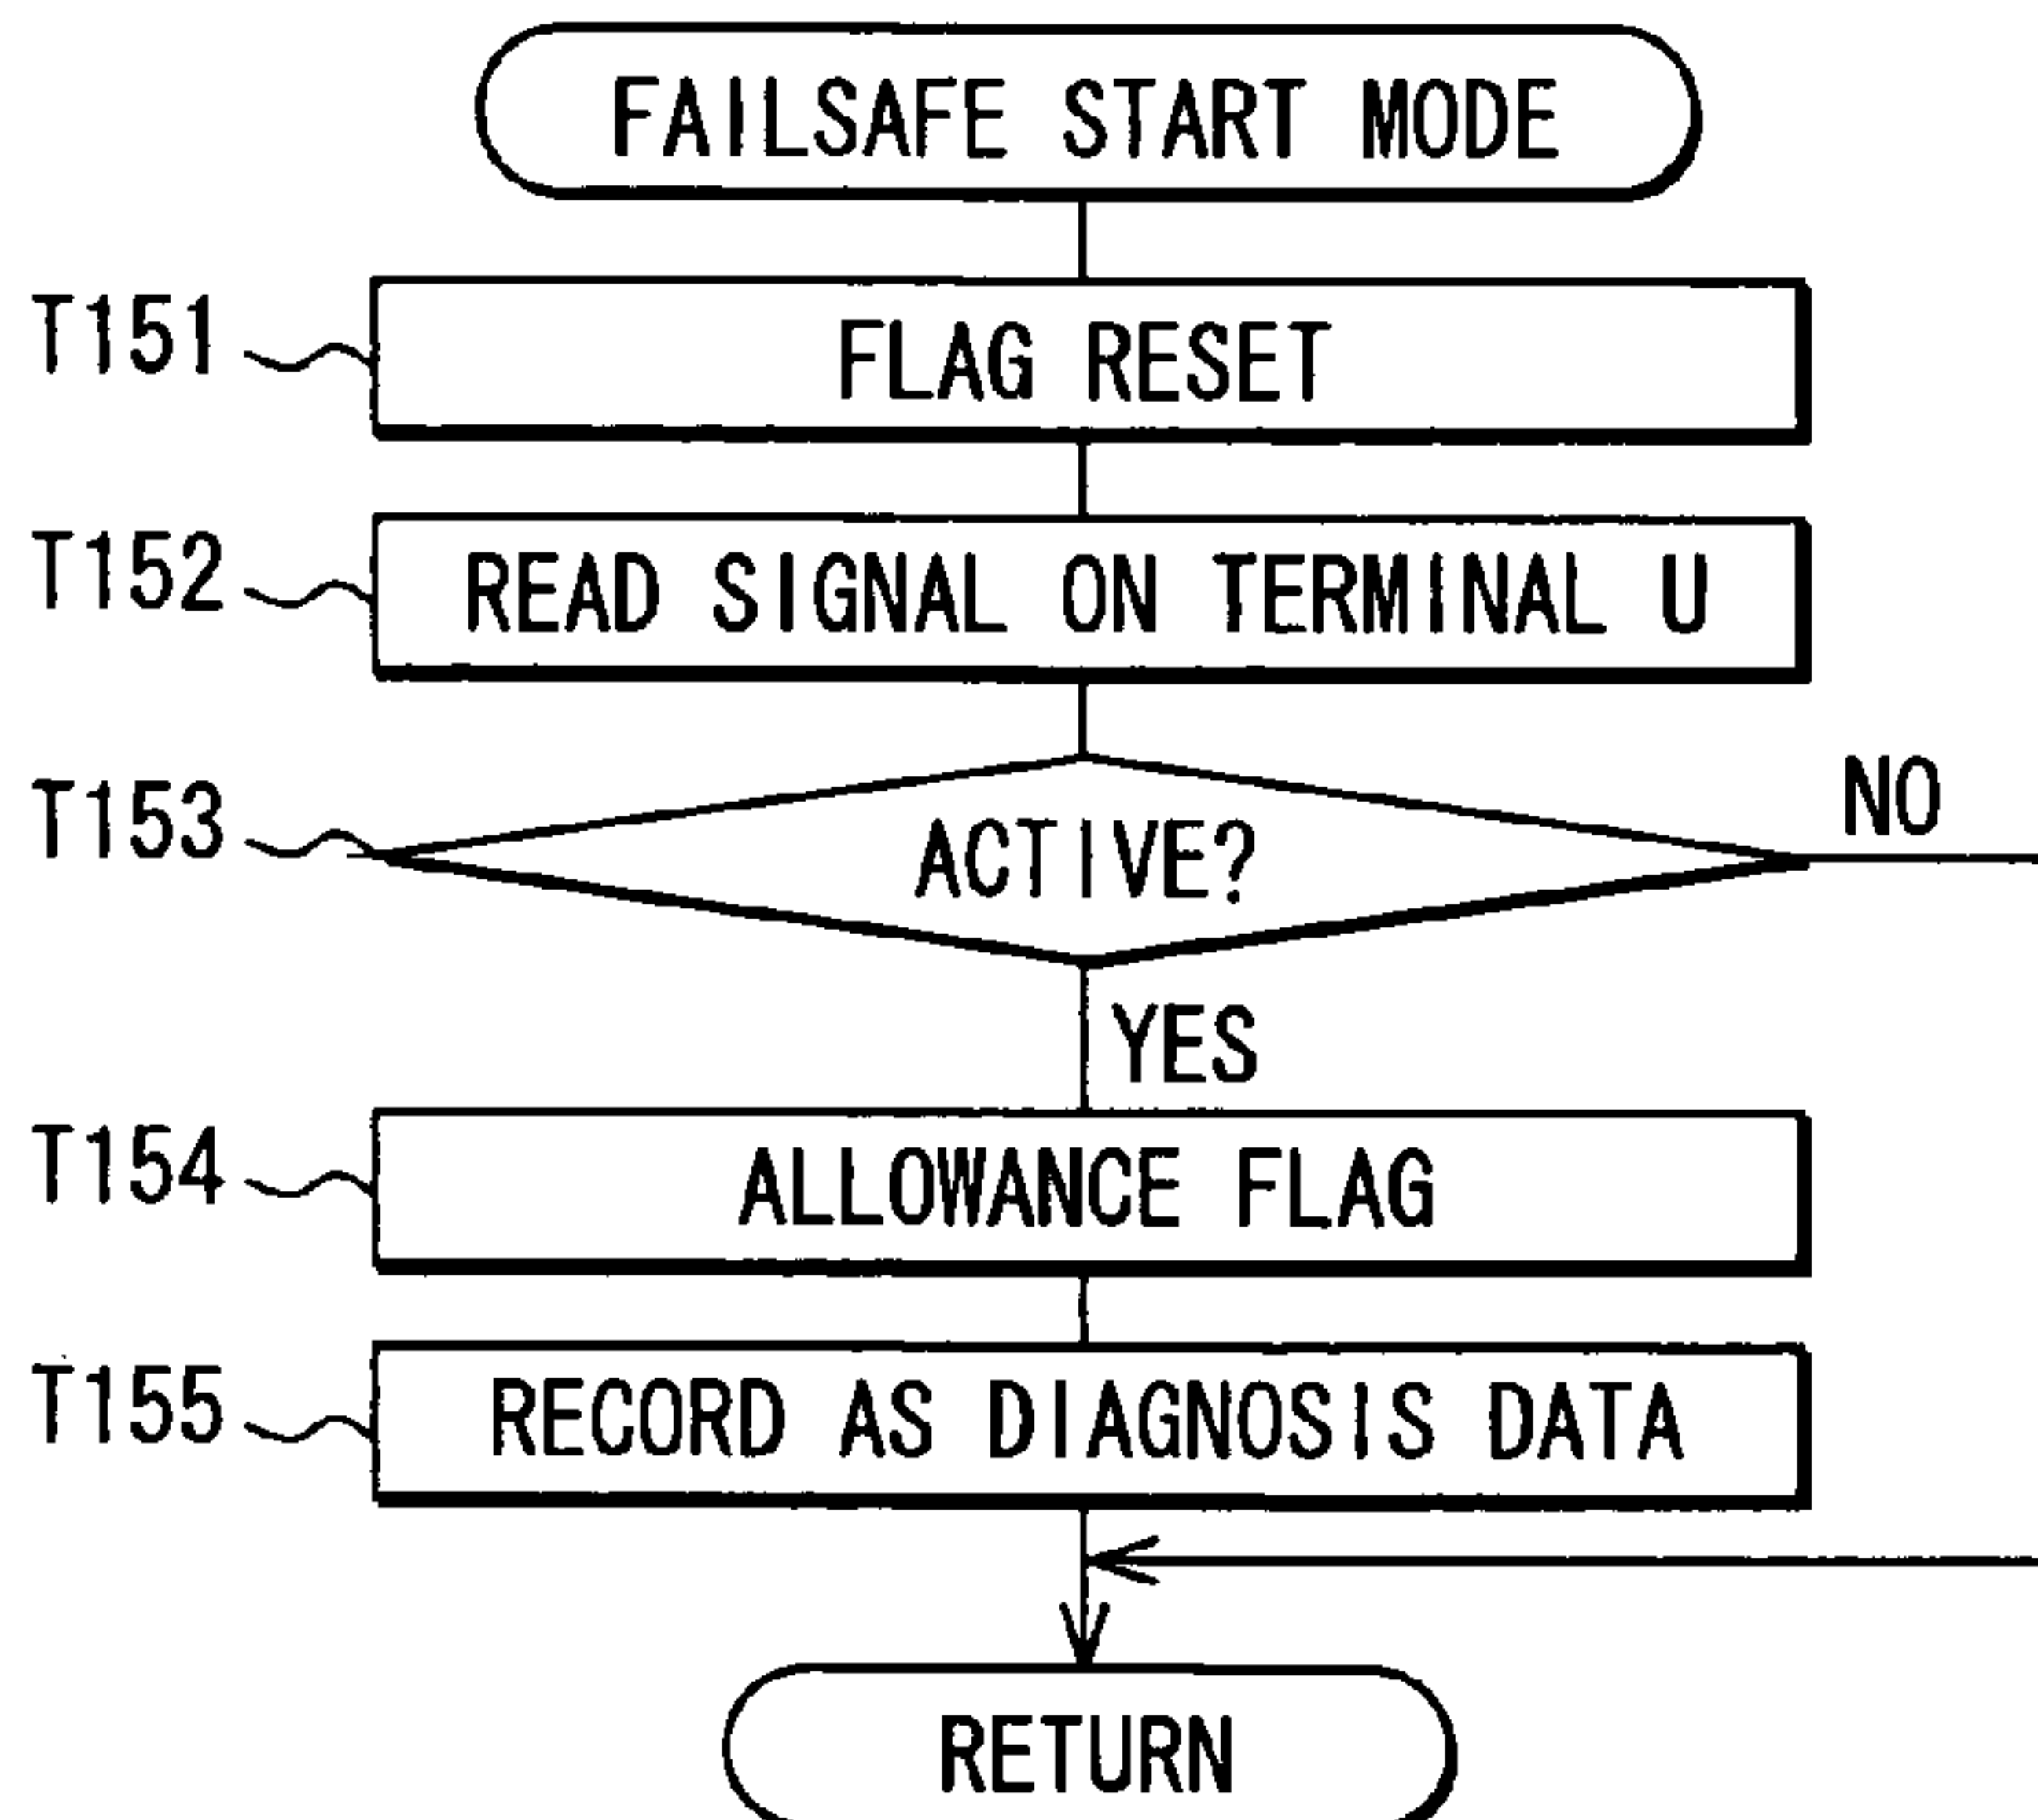 FAILSAFE START MODE
T151
FLAG RESET
T152
READ SIGNAL ON TERMINAL U
T153
ACTIVE?
NO
YES
T154
ALLOWANCE FLAG
T155
RECORD AS DIAGNOSIS DATA
RETURN